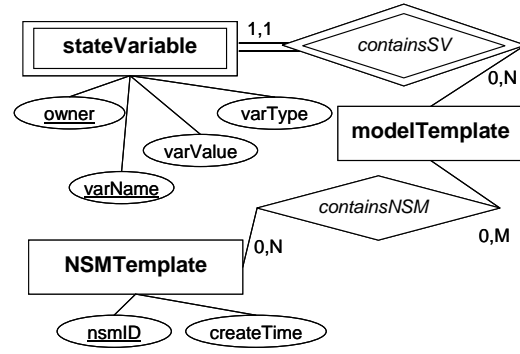 stateVariable
1,1
containsSV
0,N
owner
varType
varValue
varName
modelTemplate
containsNSM
0,M
0,N
NSMTemplate
nsmID
createTime